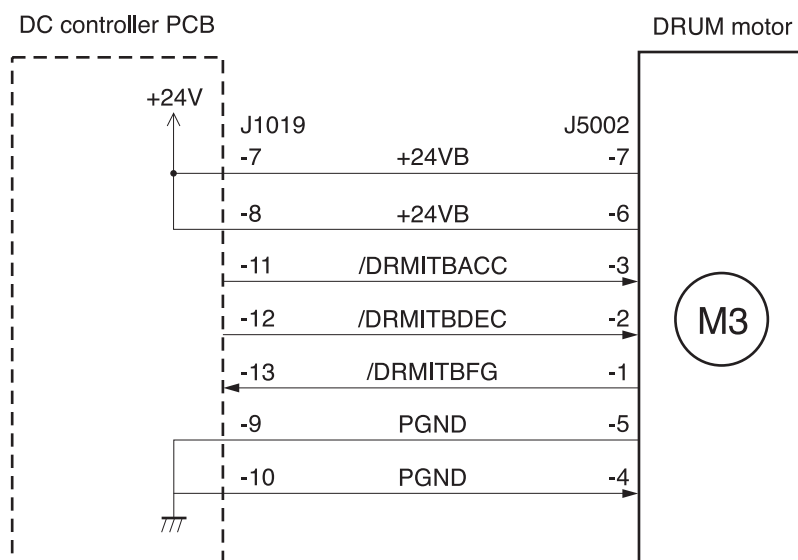 DC controller PCB DRUM motor
+24V
J1019 J5002
-7 +24VB -7
-8 +24VB -6
-11 /DRMITBACC -3
-12 /DRMITBDEC -2
M3
-13 /DRMITBFG -1
-9 PGND -5
-10 PGND -4